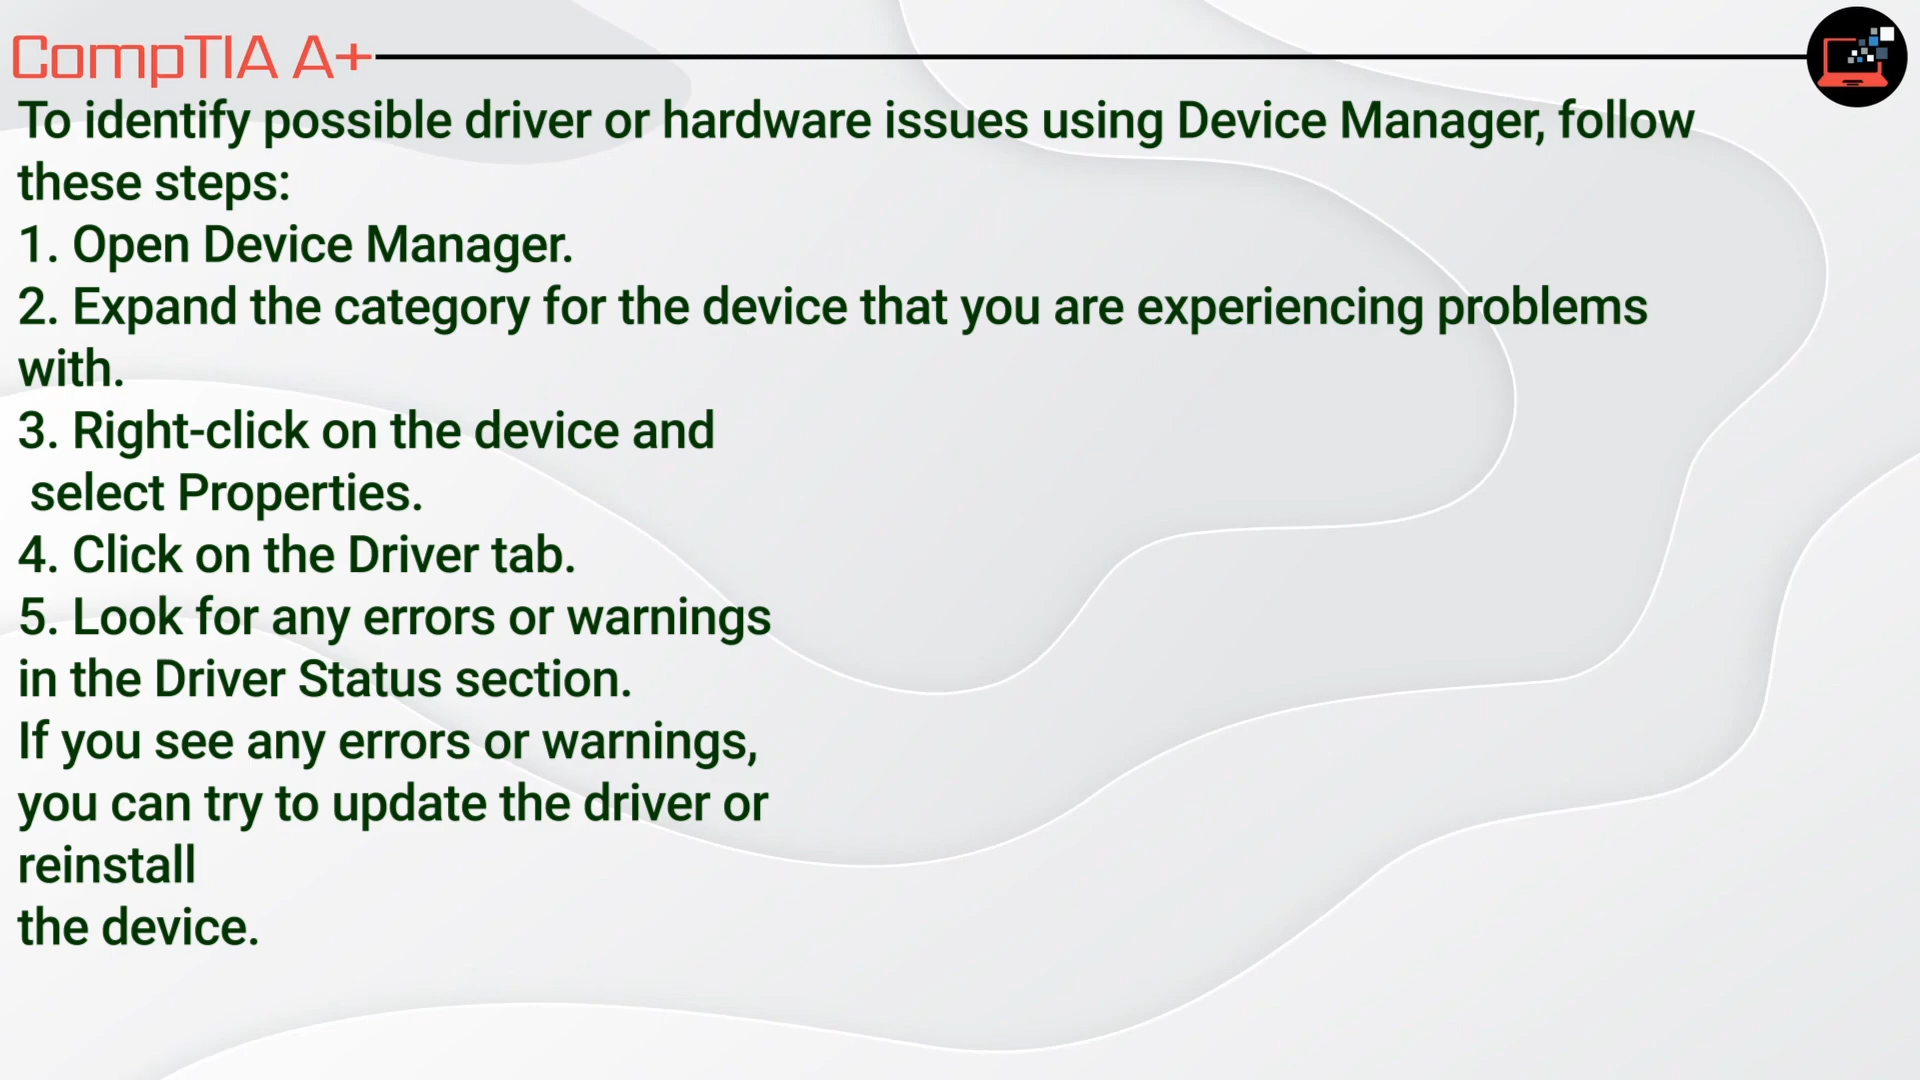 CompTIA A+
To identify possible driver or hardware issues using Device Manager, follow
these steps:
1. Open Device Manager.
2. Expand the category for the device that you are experiencing problems
with.
3. Right-click on the device and
select Properties.
4. Click on the Driver tab.
5. Look for any errors or warnings
in the Driver Status section.
If you see any errors or warnings,
you can try to update the driver or
reinstall
the device.